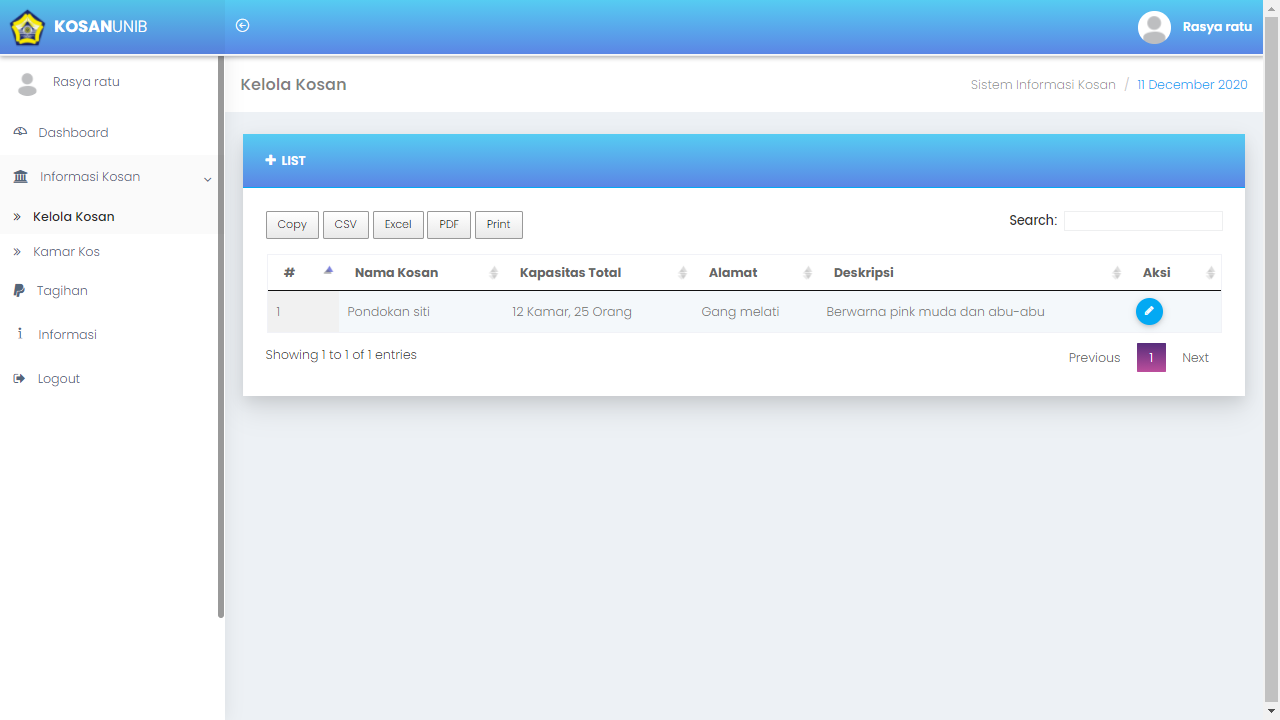 KOSANUNIB
Rasya ratu
Rasya ratu
Dashboard
Informasi Kosan
Kelola Kosan
Kamar Kos
Tagihan
Informasi
Logout
Kelola Kosan
Sistem Informasi Kosan / 11 December 2020
LIST
Copy CSV Excel PDF Print
Search:
# Nama Kosan Kapasitas Total Alamat Deskripsi Aksi
1 Pondokan siti 12 Kamar, 25 Orang Gang melati Berwarna pink muda dan abu-abu
Showing 1 to 1 of 1 entries
Previous 1 Next